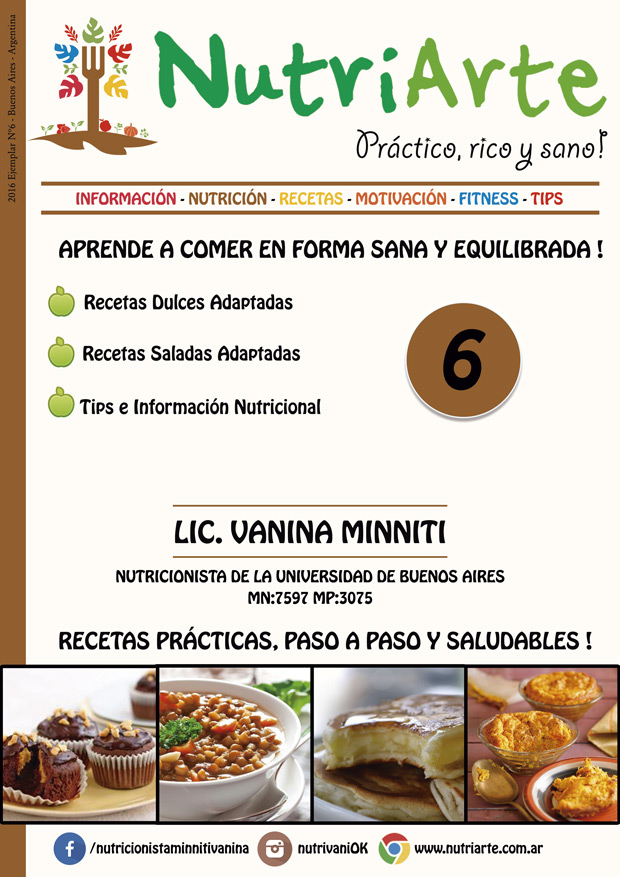 2016 Ejemplar N°6 - Buenos Aires - Argentina
NutriArte
Práctico, rico y sano!
INFORMACIÓN - NUTRICIÓN - RECETAS - MOTIVACIÓN - FITNESS - TIPS
APRENDE A COMER EN FORMA SANA Y EQUILIBRADA !
Recetas Dulces Adaptadas
Recetas Saladas Adaptadas
Tips e Información Nutricional
6
LIC. VANINA MINNITI
NUTRICIONISTA DE LA UNIVERSIDAD DE BUENOS AIRES
MN:7597 MP:3075
RECETAS PRÁCTICAS, PASO A PASO Y SALUDABLES !
/nutricionistaminnitivanina nutrivaniOK www.nutriarte.com.ar